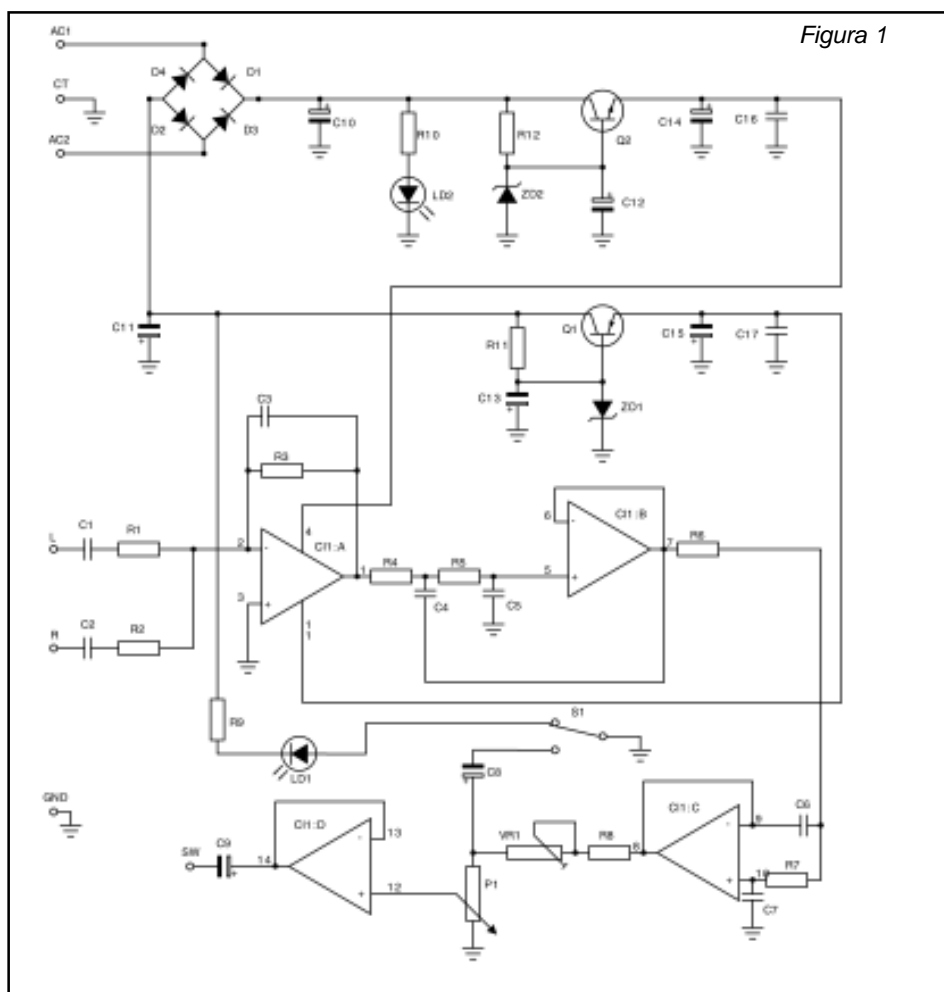 Figura 1
AC1
D4
D1
CT
D2
D3
AC2
C10
R10
LD2
R12
ZD2
Q2
C12
C14
C16
C11
R11
Q1
C13
ZD1
C15
C17
C3
R3
L
C1
R1
2
-
4
CI1:A
1
R4
R5
C4
C5
6
-
CI1:B
5
+
7
R6
3
+
1
1
R
C2
R2
R9
LD1
S1
C8
GND
SW
C9
14
CI1:D
13
-
12
+
VR1
R8
8
P1
CI1:C
-
9
C6
+
10
R7
C7